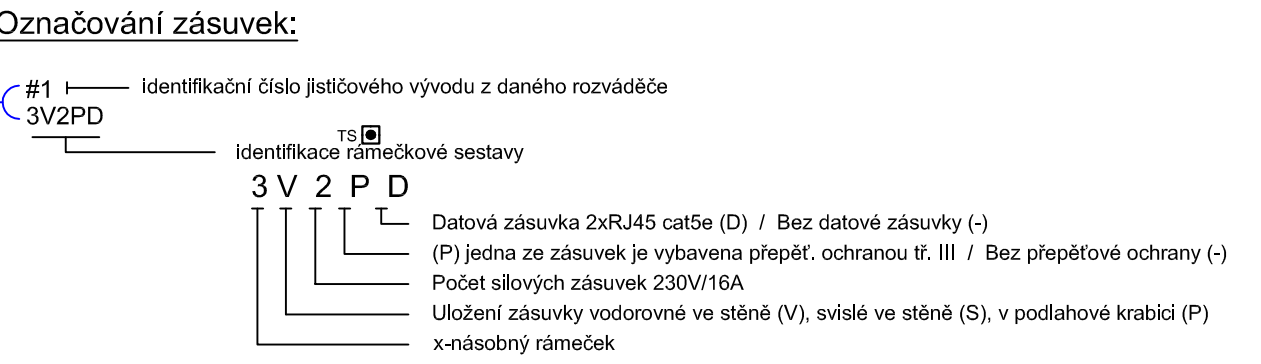 Označování zásuvek:
#1 identifikační číslo jističového vývodu z daného rozváděče
3V2PD
TS
identifikace rámečkové sestavy
3 V 2 P D
Datová zásuvka 2xRJ45 cat5e (D) / Bez datové zásuvky (-)
(P) jedna ze zásuvek je vybavena přepěť. ochranou tř. III / Bez přepěťové ochrany (-)
Počet silových zásuvek 230V/16A
Uložení zásuvky vodorovné ve stěně (V), svislé ve stěně (S), v podlahové krabici (P)
x-násobný rámeček